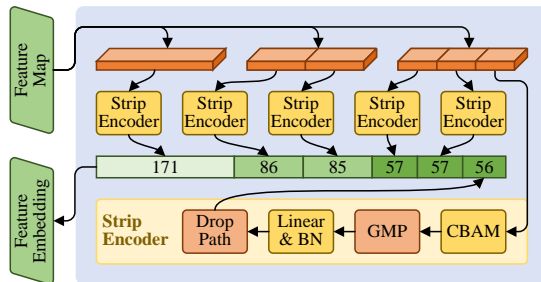 Feature
Map
Strip
Encoder
Strip
Encoder
Strip
Encoder
Strip
Encoder
Strip
Encoder
171 86 85 57 57 56
Feature
Embedding
Strip
Encoder
Drop
Path
Linear
& BN
GMP
CBAM